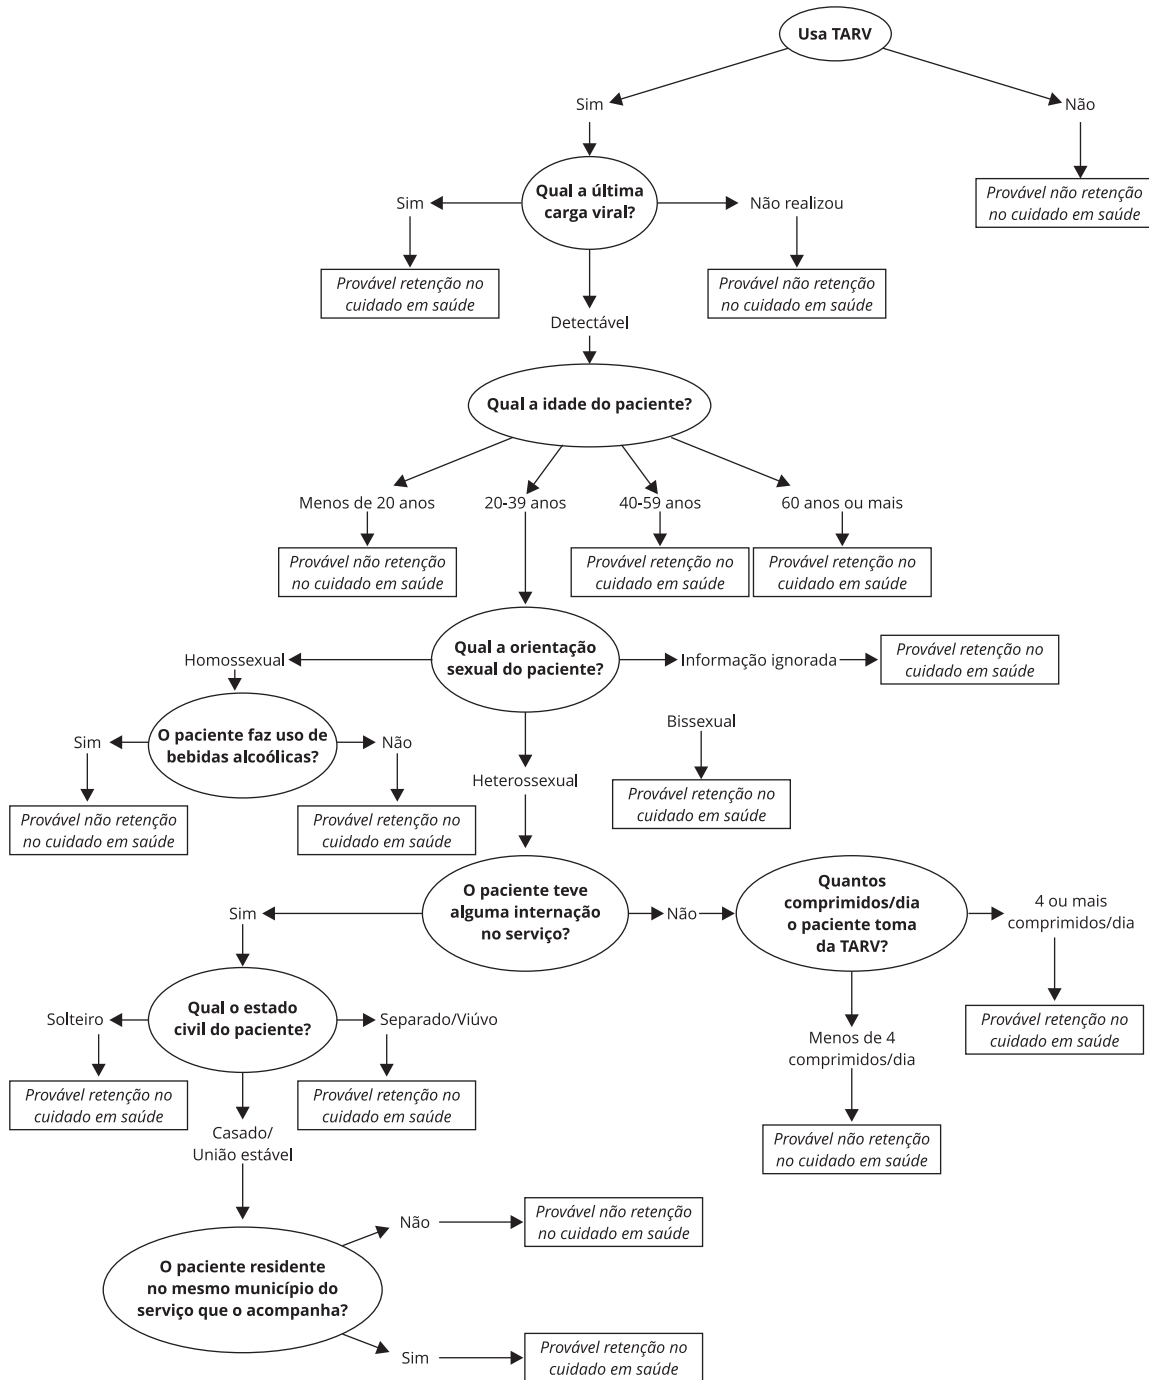 Usa TARV
Sim
Não
Qual a última
carga viral?
Sim
Não realizou
Provável não retenção
no cuidado em saúde
Provável retenção no
cuidado em saúde
Provável não retenção
no cuidado em saúde
Detectável
Qual a idade do paciente?
Menos de 20 anos
20-39 anos
40-59 anos
60 anos ou mais
Provável não retenção
no cuidado em saúde
Provável retenção no
cuidado em saúde
Provável retenção no
cuidado em saúde
Qual a orientação
sexual do paciente?
Homossexual
Informação ignorada
Provável retenção no
cuidado em saúde
O paciente faz uso de
bebidas alcoólicas?
Sim
Não
Bissexual
Heterossexual
Provável não retenção
no cuidado em saúde
Provável retenção no
cuidado em saúde
Provável retenção no
cuidado em saúde
O paciente teve
alguma internação
no serviço?
Sim
Não
Quantos
comprimidos/dia
o paciente toma
da TARV?
4 ou mais
comprimidos/dia
Qual o estado
civil do paciente?
Solteiro
Separado/Viúvo
Menos de 4
comprimidos/dia
Provável retenção no
cuidado em saúde
Provável retenção no
cuidado em saúde
Provável retenção no
cuidado em saúde
Casado/
União estável
Provável não retenção
no cuidado em saúde
O paciente residente
no mesmo município do
serviço que o acompanha?
Não
Provável não retenção
no cuidado em saúde
Sim
Provável retenção no
cuidado em saúde